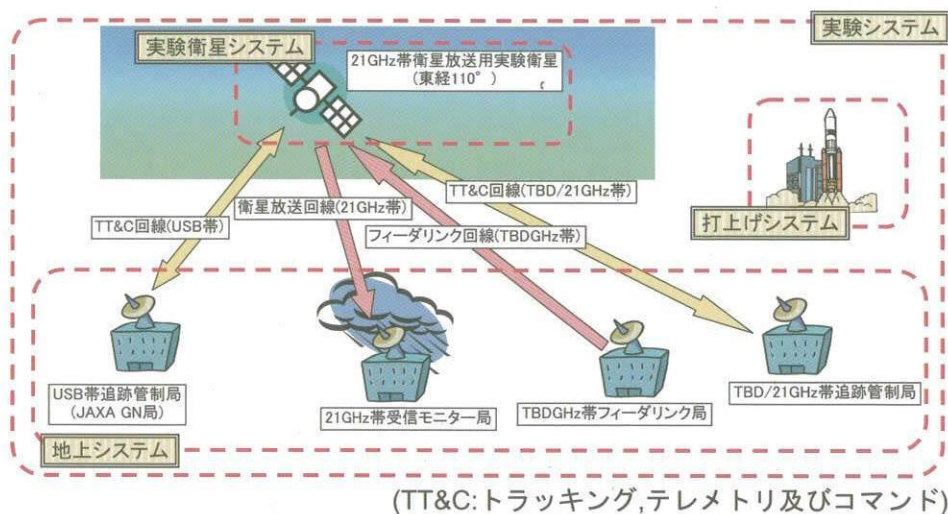 実験システム
実験衛星システム
21GHz帯衛星放送用実験衛星
(東経110°)
TT&C回線(USB帯)
衛星放送回線(21GHz帯)
TT&C回線(TBD/21GHz帯)
フィーダリンク回線(TBDGHz帯)
打上げシステム
USB帯追跡管制局
(JAXA GN局)
21GHz帯受信モニター局
TBDGHz帯フィーダリンク局
TBD/21GHz帯追跡管制局
地上システム
(TT&C:トラッキング,テレメトリ及びコマンド)